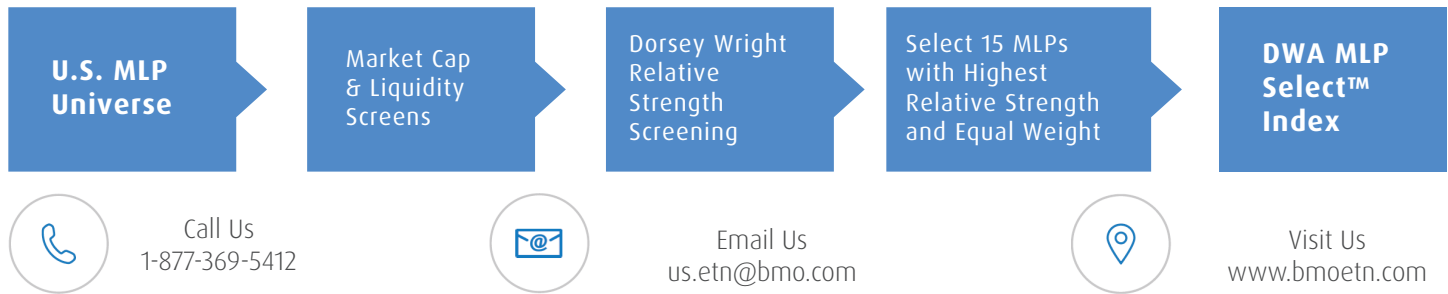 U.S. MLP
Universe
Market Cap
& Liquidity
Screens
Dorsey Wright
Relative
Strength
Screening
Select 15 MLPs
with Highest
Relative Strength
and Equal Weight
DWA MLP
Select™
Index
Call Us
1-877-369-5412
@
Email Us
us.etn@bmo.com
Visit Us
www.bmoetn.com